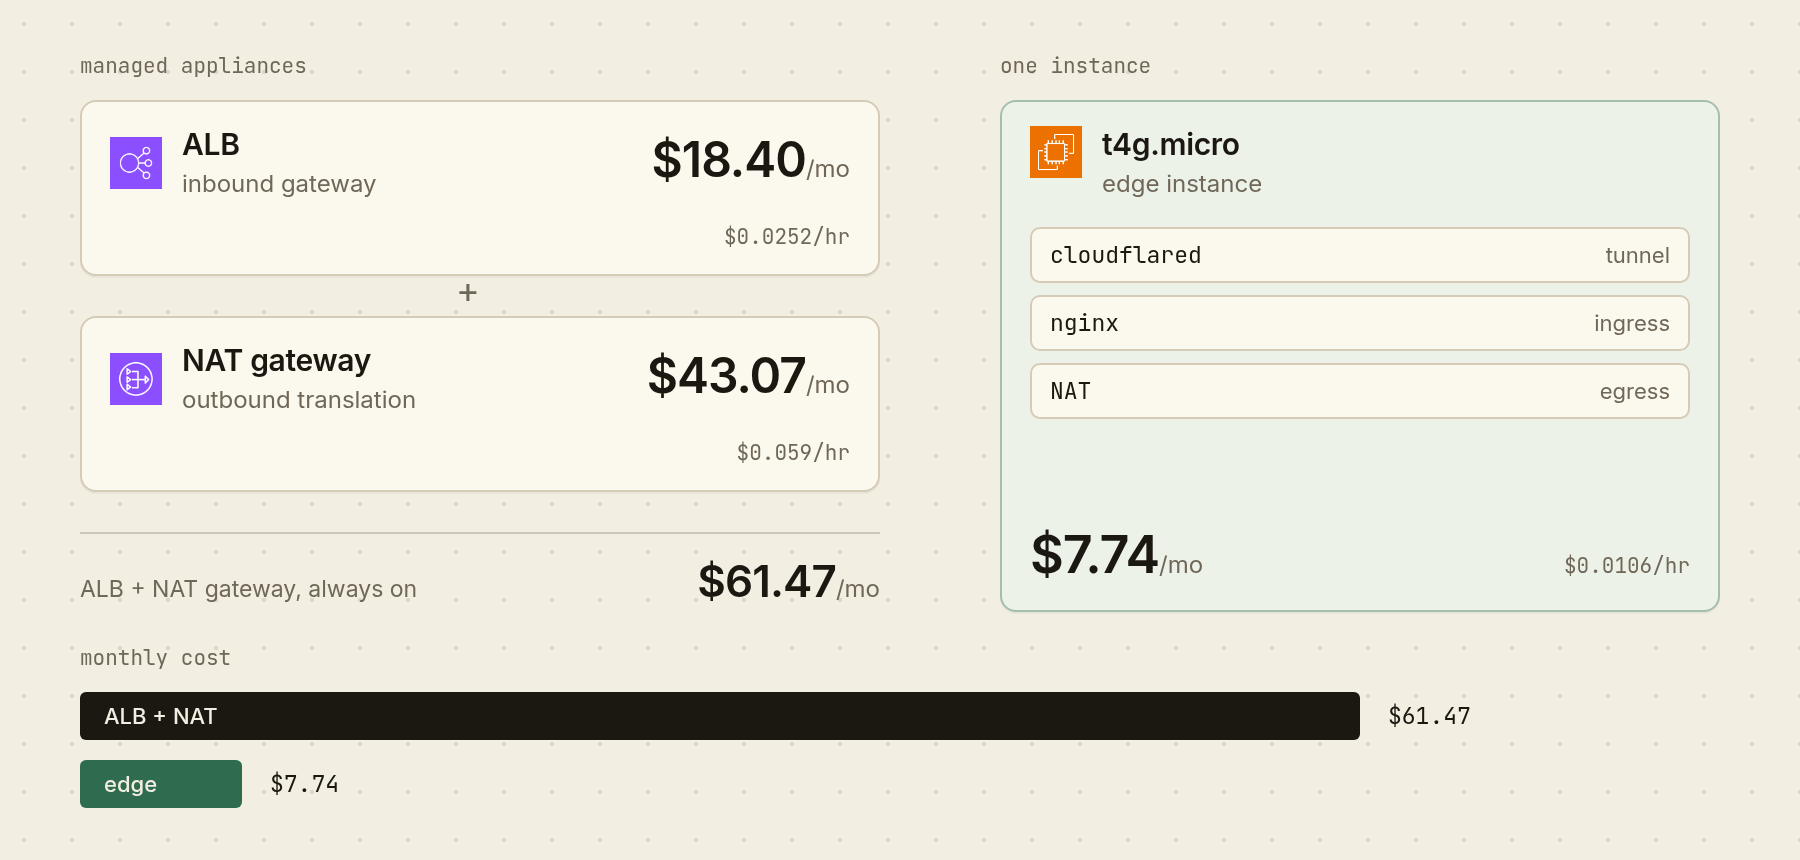 managed appliances
ALB
inbound gateway
$18.40/mo
$0.0252/hr
+
NAT gateway
outbound translation
$43.07/mo
$0.059/hr
ALB + NAT gateway, always on
$61.47/mo
one instance
t4g.micro
edge instance
cloudflared tunnel
nginx ingress
NAT egress
$7.74/mo $0.0106/hr
monthly cost
ALB + NAT $61.47
edge $7.74